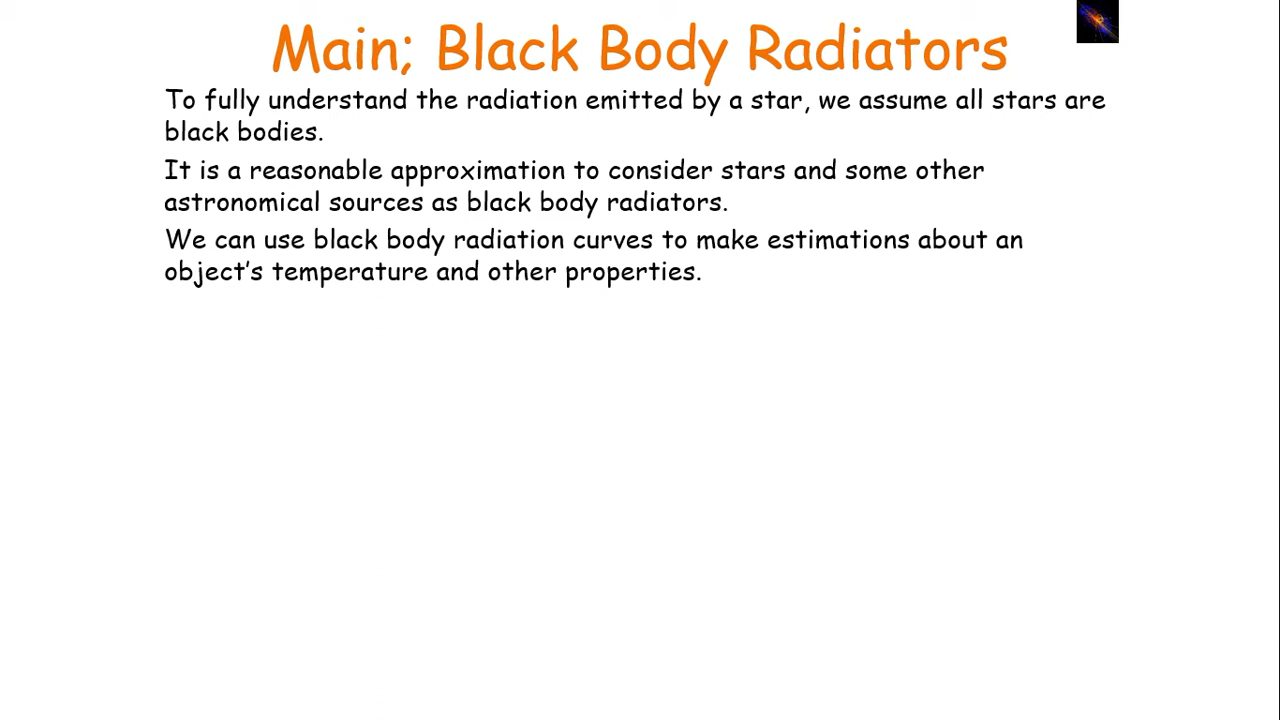 Main; Black Body Radiators
To fully understand the radiation emitted by a star, we assume all stars are
black bodies.
It is a reasonable approximation to consider stars and some other
astronomical sources as black body radiators.
We can use black body radiation curves to make estimations about an
object’s temperature and other properties.